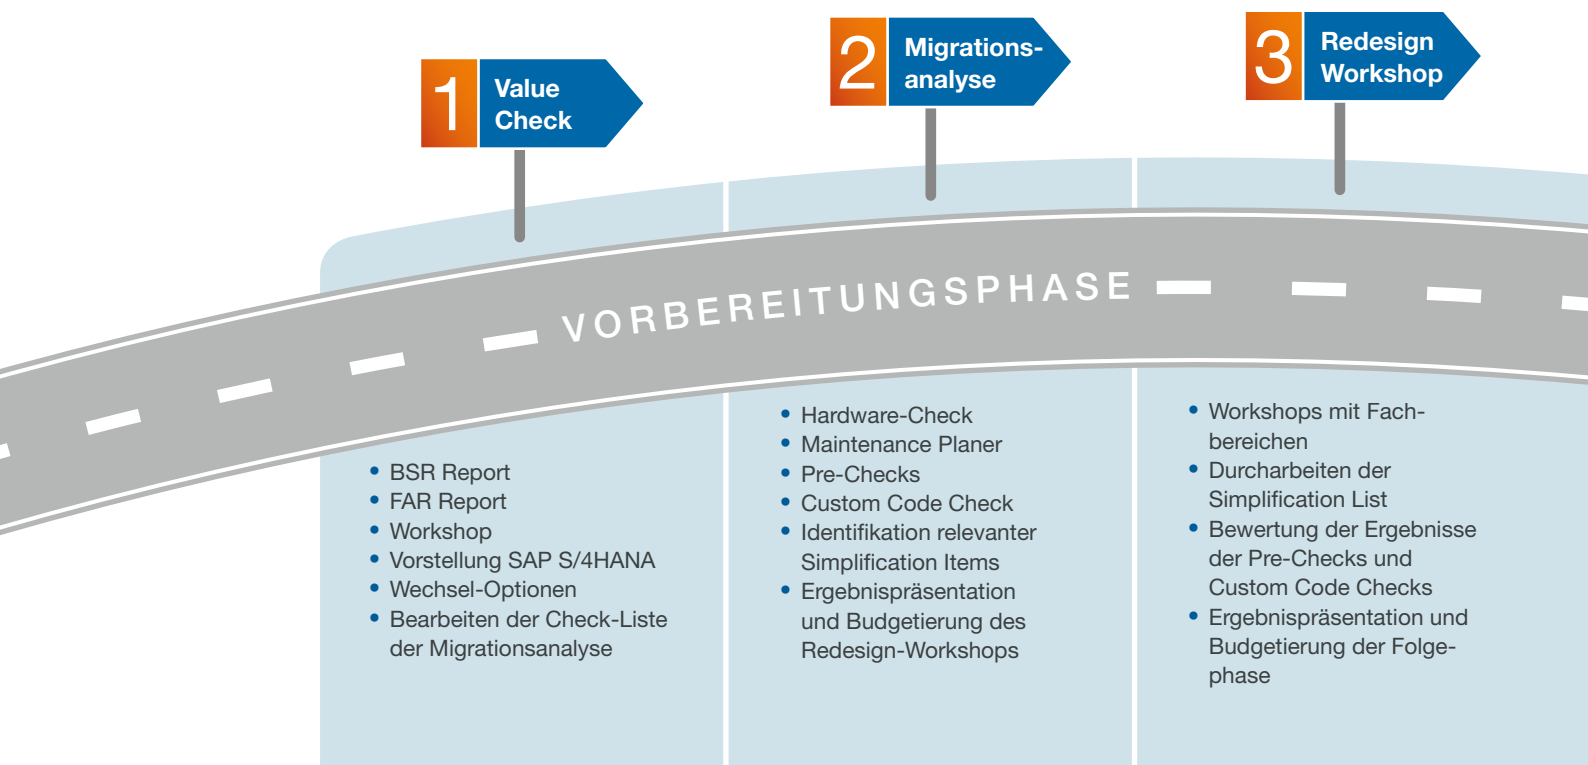 1
Value
Check
2
Migrations-
analyse
3
Redesign
Workshop
VORBEREITUNGSPHASE
• BSR Report
• FAR Report
• Workshop
• Vorstellung SAP S/4HANA
• Wechsel-Optionen
• Bearbeiten der Check-Liste
der Migrationsanalyse
• Hardware-Check
• Maintenance Planer
• Pre-Checks
• Custom Code Check
• Identifikation relevanter
Simplification Items
• Ergebnispräsentation
und Budgetierung des
Redesign-Workshops
• Workshops mit Fach-
bereichen
• Durcharbeiten der
Simplification List
• Bewertung der Ergebnisse
der Pre-Checks und
Custom Code Checks
• Ergebnispräsentation und
Budgetierung der Folge-
phase